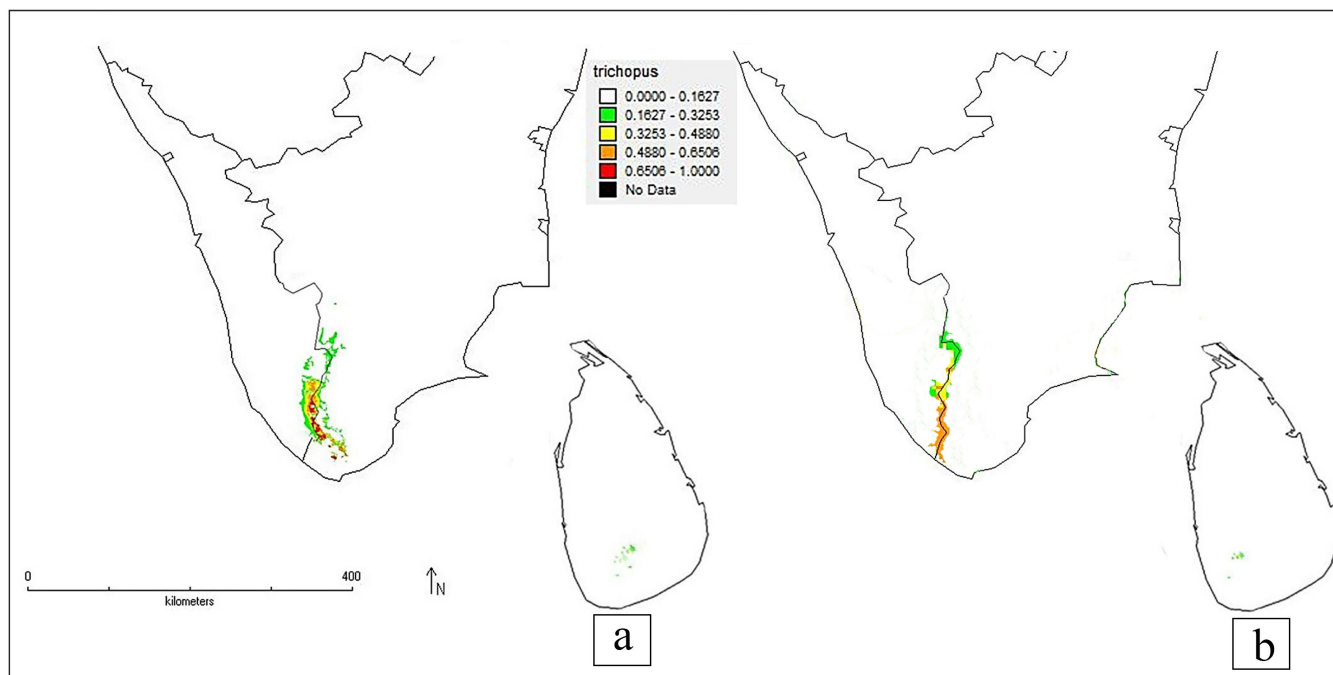 trichopus
0.0000 - 0.1627
0.1627 - 0.3253
0.3253 - 0.4880
0.4880 - 0.6506
0.6506 - 1.0000
No Data
0 400
kilometers
N
a
b